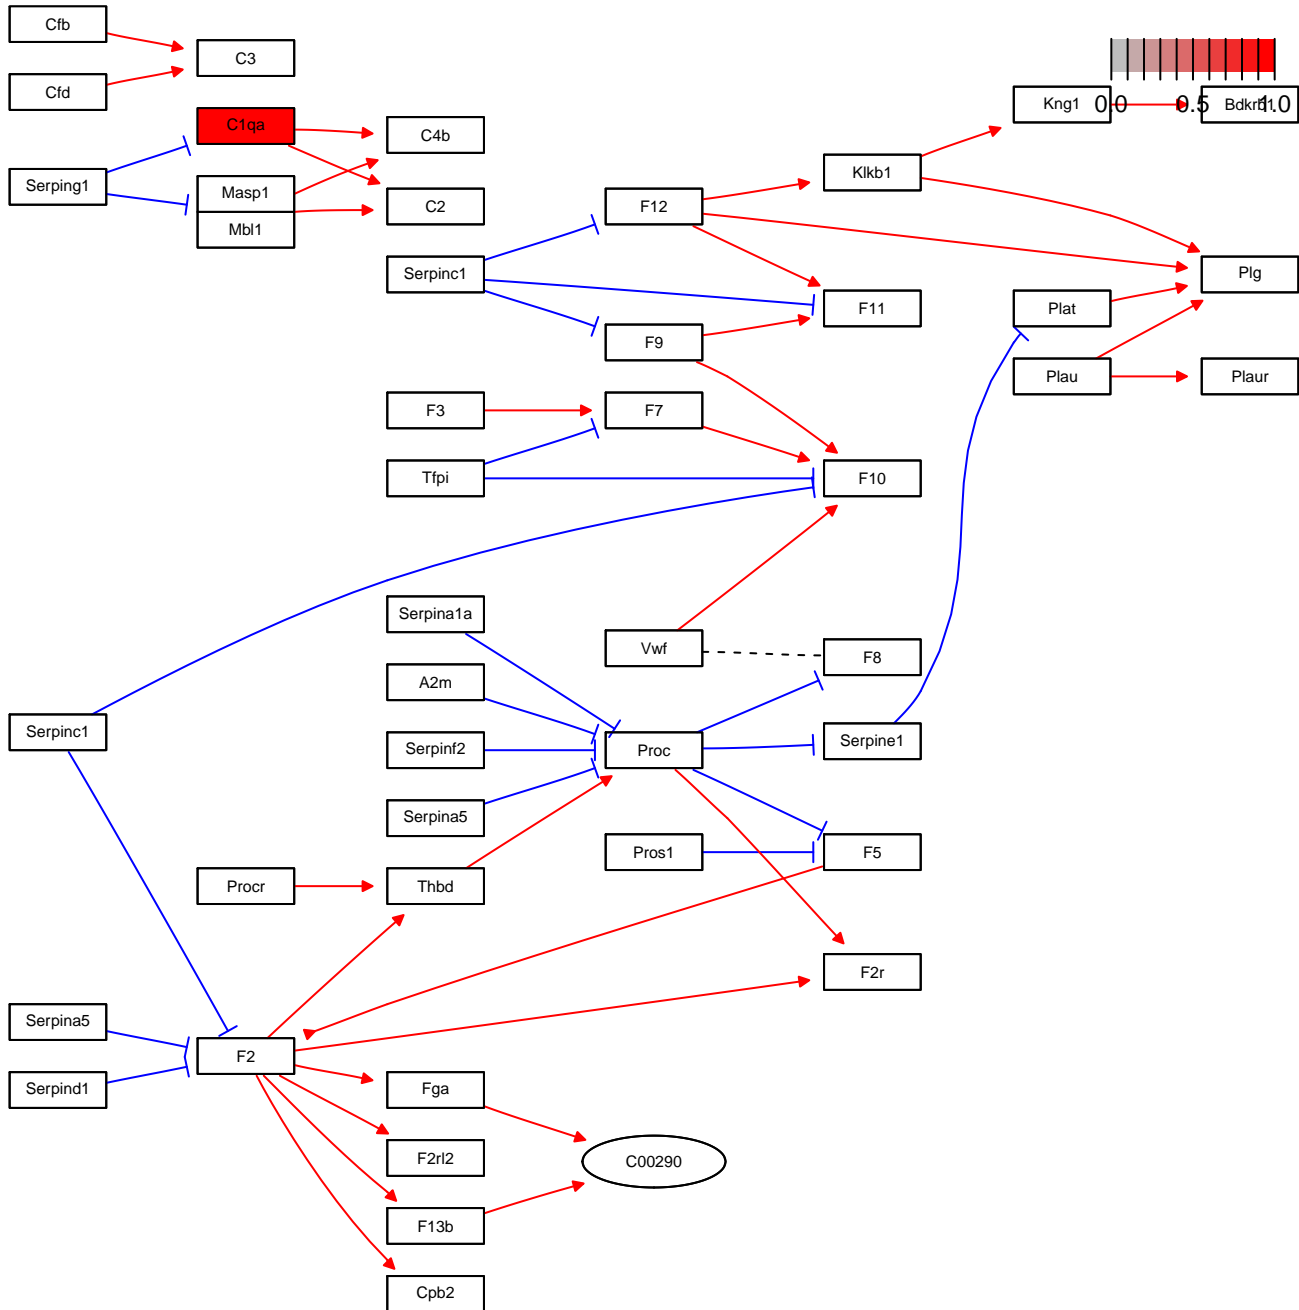 Cfb
C3
Cfd
C1qa
C4b
Serping1
Masp1
Mbl1
C2
Kng1
0.0
0.5
1.0
Bdkrb1
Klkb1
F12
Serpinc1
Plg
F11
Plat
F9
Plau
Plaur
F3
F7
Tfpi
F10
Serpina1a
Vwf
F8
A2m
Serpinc1
Serpinf2
Proc
Serpine1
Serpina5
Pros1
F5
Procr
Thbd
F2r
Serpina5
F2
Serpind1
Fga
F2rl2
C00290
F13b
Cpb2